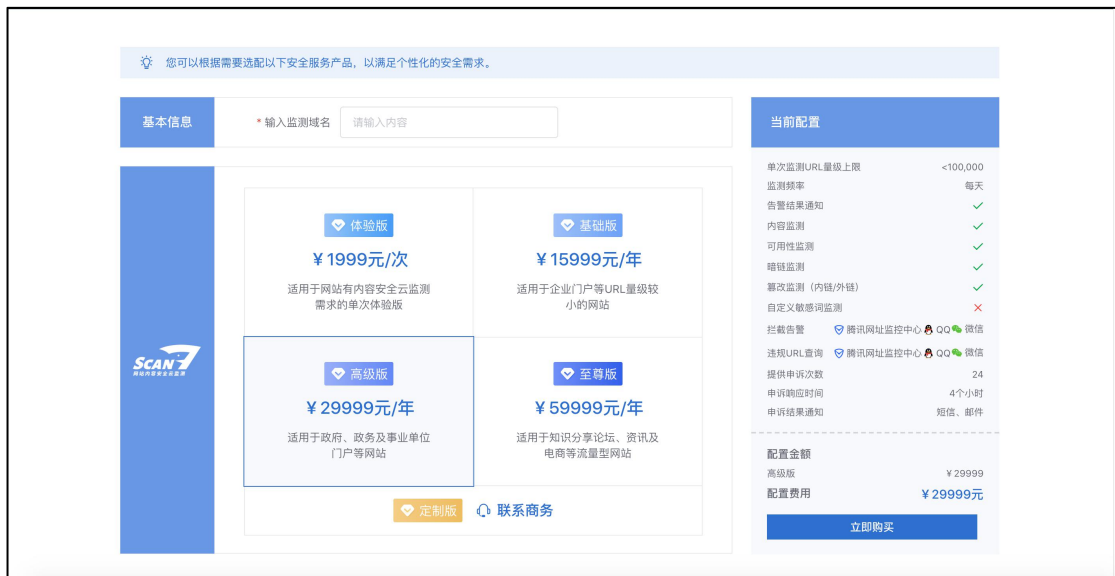 您可以根据需要选配以下安全服务产品，以满足个性化的安全需求。
基本信息
* 输入监测域名
请输入内容
SCAN
网站内容安全云监测
体验版
￥1999元/次
适用于网站有内容安全云监测
需求的单次体验版
基础版
￥15999元/年
适用于企业门户等URL量级较
小的网站
高级版
￥29999元/年
适用于政府、政务及事业单位
门户等网站
至尊版
￥59999元/年
适用于知识分享论坛、资讯及
电商等流量型网站
定制版 联系商务
当前配置
单次监测URL量级上限 <100,000
监测频率 每天
告警结果通知
内容监测
可用性监测
暗链监测
篡改监测（内链/外链）
自定义敏感词监测
拦截告警 腾讯网址监控中心 QQ 微信
违规URL查询 腾讯网址监控中心 QQ 微信
提供申诉次数 24
申诉响应时间 4个小时
申诉结果通知 短信、邮件
配置金额
高级版 ￥29999
配置费用 ￥29999元
立即购买